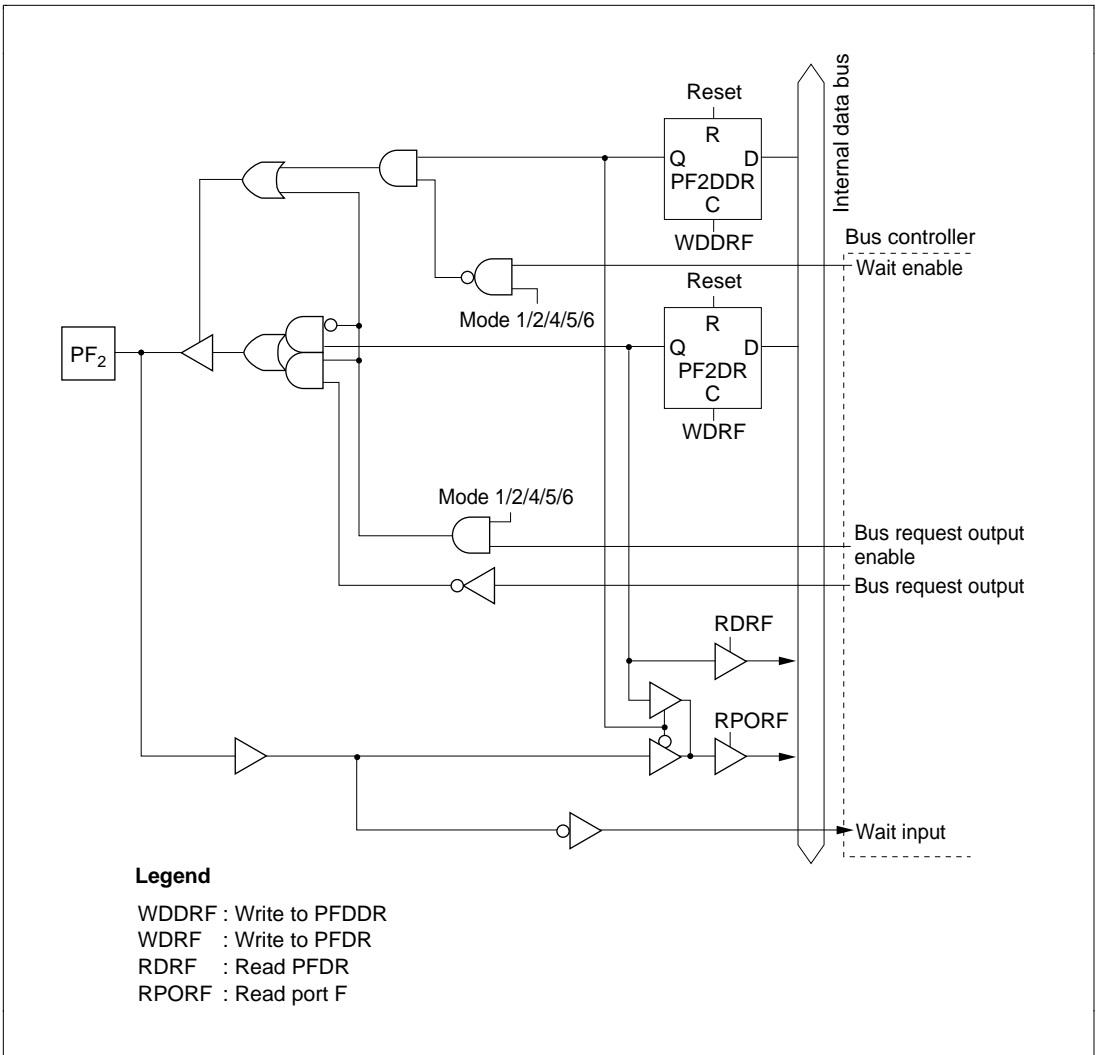 Reset
R
Q D
PF2DDR
C
WDDRF
Internal data bus
Bus controller
Wait enable
Mode 1/2/4/5/6
Reset
R
Q D
PF2DR
C
WDRF
PF2
Mode 1/2/4/5/6
Bus request output
enable
Bus request output
RDRF
RPORF
Wait input
Legend
WDDRF : Write to PFDDR
WDRF : Write to PFDR
RDRF : Read PFDR
RPORF : Read port F